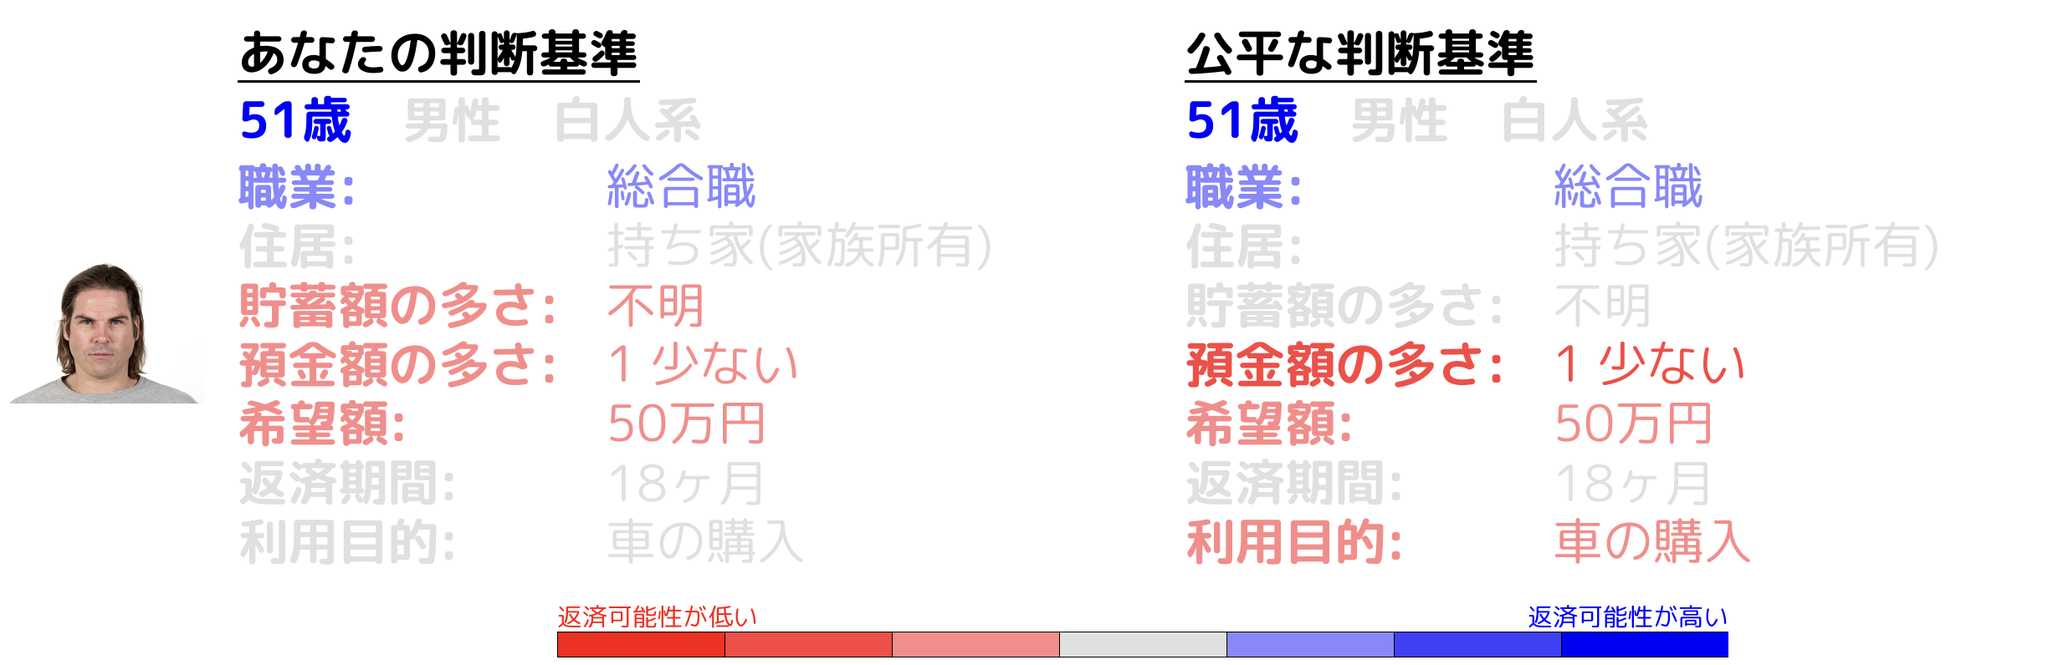 あなたの判断基準
51歳 男性 白人系
職業: 総合職
住居: 持ち家(家族所有)
貯蓄額の多さ: 不明
預金額の多さ: 1 少ない
希望額: 50万円
返済期間: 18ヶ月
利用目的: 車の購入
公平な判断基準
51歳 男性 白人系
職業: 総合職
住居: 持ち家(家族所有)
貯蓄額の多さ: 不明
預金額の多さ: 1 少ない
希望額: 50万円
返済期間: 18ヶ月
利用目的: 車の購入
返済可能性が低い
返済可能性が高い